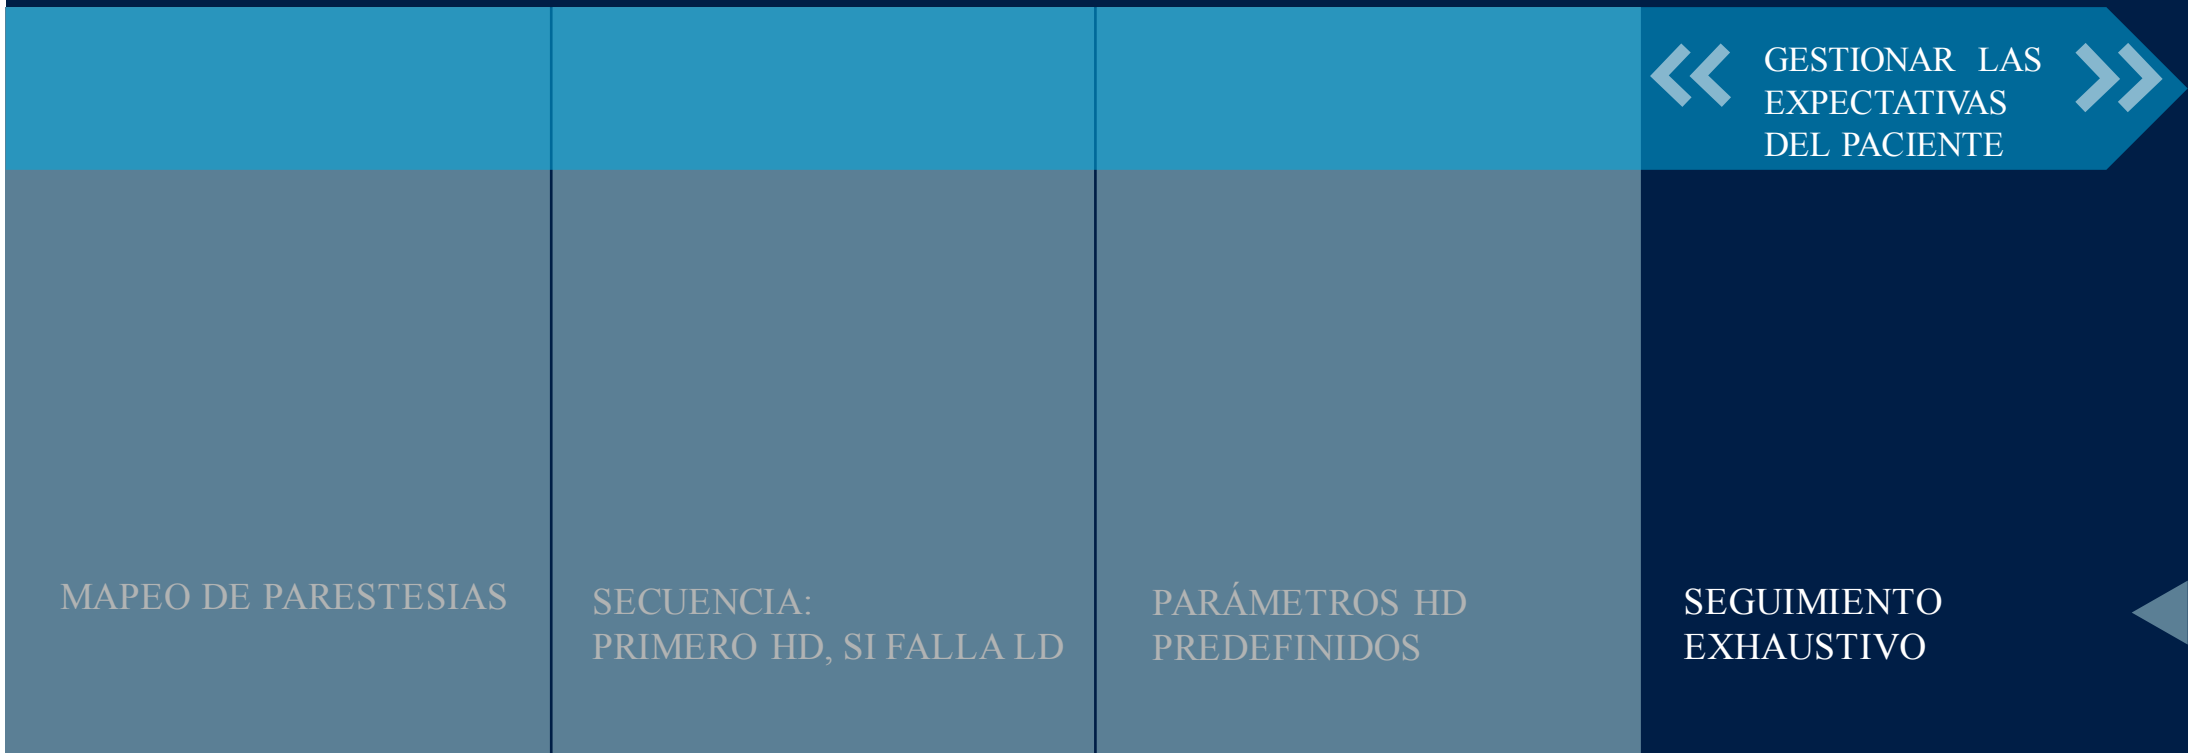 GESTIONAR LAS
EXPECTATIVAS
DEL PACIENTE
MAPEO DE PARESTESIAS
SECUENCIA:
PRIMERO HD, SI FALLA LD
PARÁMETROS HD
PREDEFINIDOS
SEGUIMIENTO
EXHAUSTIVO